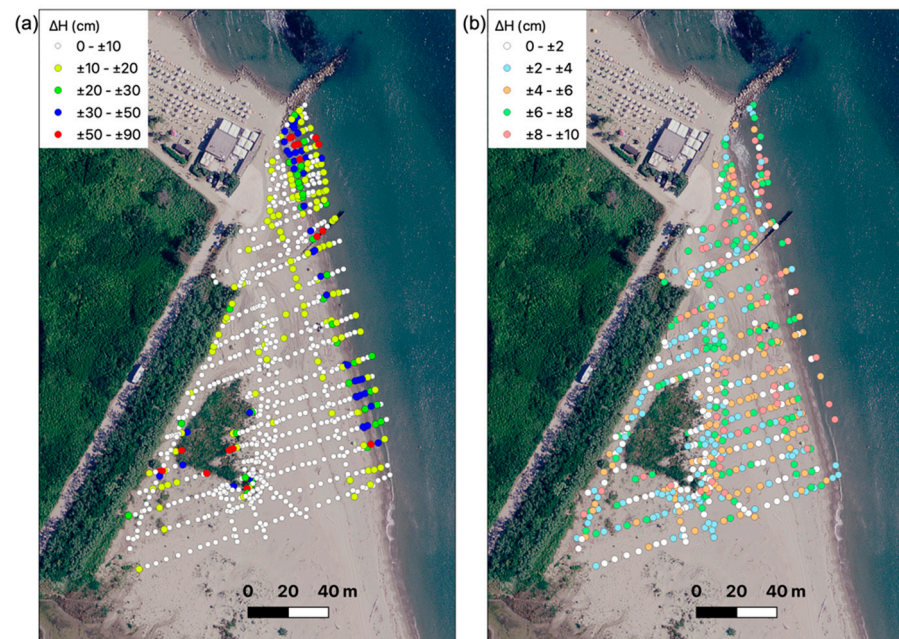 (a)
ΔH (cm)
0 - ±10
±10 - ±20
±20 - ±30
±30 - ±50
±50 - ±90
0 20 40 m
(b)
ΔH (cm)
0 - ±2
±2 - ±4
±4 - ±6
±6 - ±8
±8 - ±10
0 20 40 m